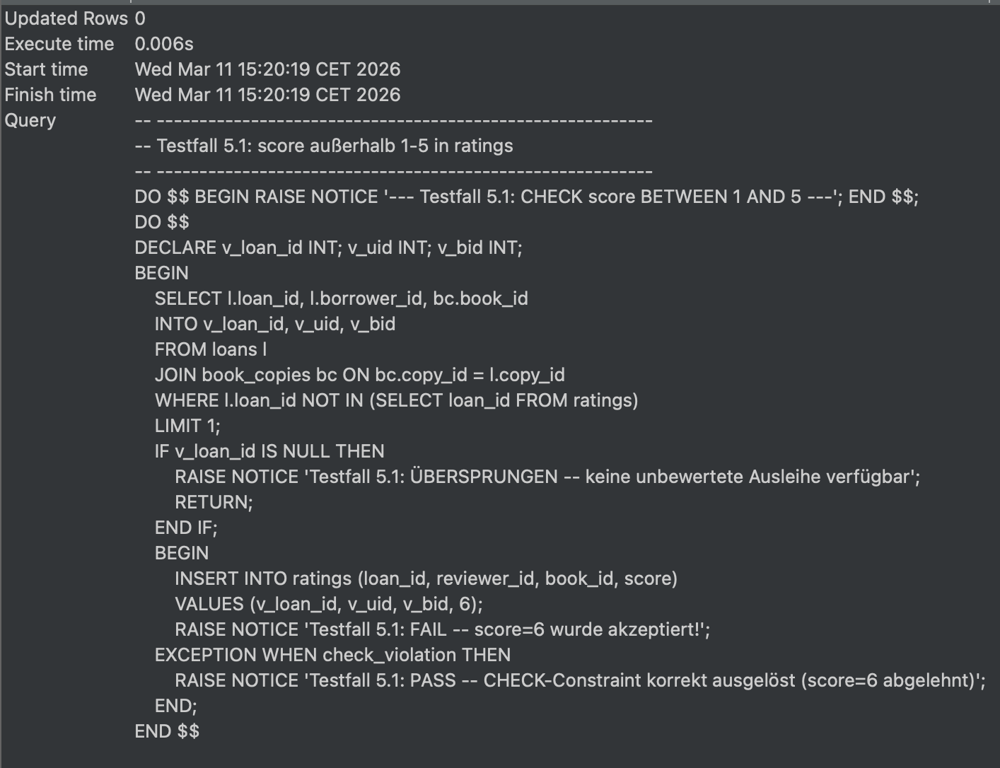 Updated Rows 0
Execute time 0.006s
Start time Wed Mar 11 15:20:19 CET 2026
Finish time Wed Mar 11 15:20:19 CET 2026
Query -- ----------------------------------------------------------
-- Testfall 5.1: score außerhalb 1-5 in ratings
-- ----------------------------------------------------------
DO $$ BEGIN RAISE NOTICE '--- Testfall 5.1: CHECK score BETWEEN 1 AND 5 ---'; END $$;
DO $$
DECLARE v_loan_id INT; v_uid INT; v_bid INT;
BEGIN
    SELECT l.loan_id, l.borrower_id, bc.book_id
    INTO v_loan_id, v_uid, v_bid
    FROM loans l
    JOIN book_copies bc ON bc.copy_id = l.copy_id
    WHERE l.loan_id NOT IN (SELECT loan_id FROM ratings)
    LIMIT 1;
    IF v_loan_id IS NULL THEN
        RAISE NOTICE 'Testfall 5.1: ÜBERSPRUNGEN -- keine unbewertete Ausleihe verfügbar';
        RETURN;
    END IF;
    BEGIN
        INSERT INTO ratings (loan_id, reviewer_id, book_id, score)
        VALUES (v_loan_id, v_uid, v_bid, 6);
        RAISE NOTICE 'Testfall 5.1: FAIL -- score=6 wurde akzeptiert!';
    EXCEPTION WHEN check_violation THEN
        RAISE NOTICE 'Testfall 5.1: PASS -- CHECK-Constraint korrekt ausgelöst (score=6 abgelehnt)';
    END;
END $$